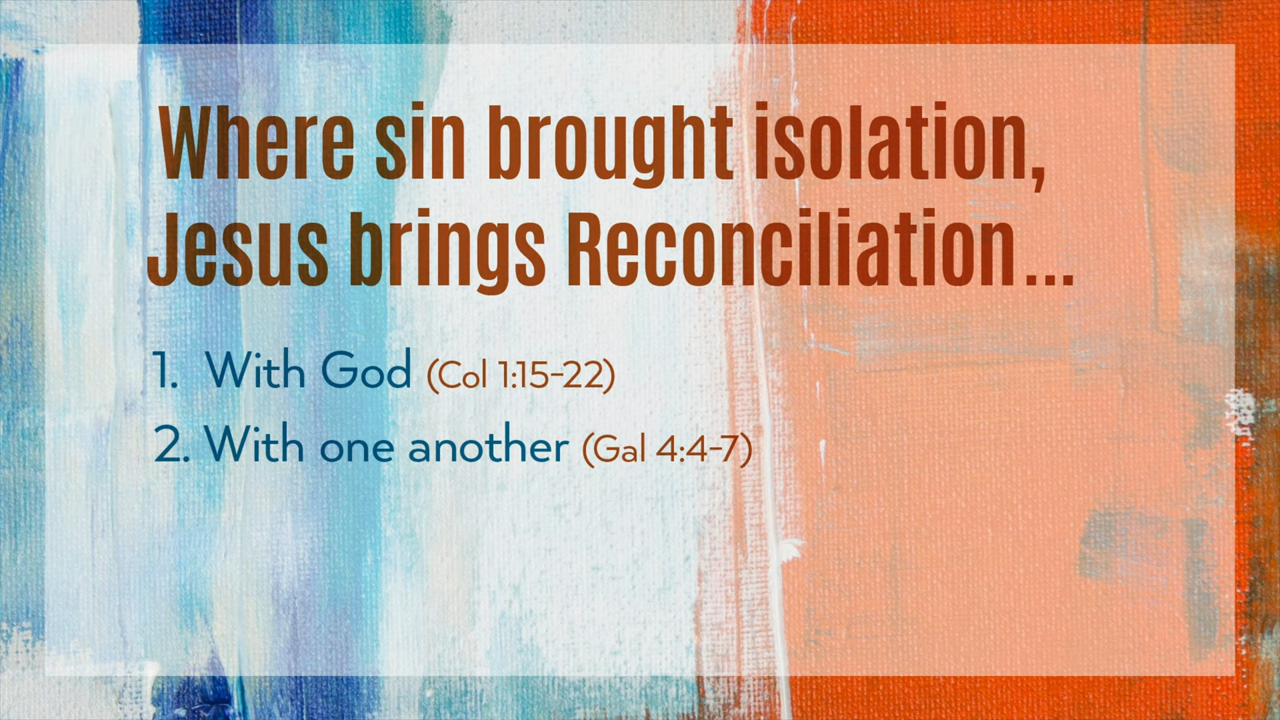 Where sin brought isolation,
Jesus brings Reconciliation...
1. With God (Col 1:15-22)
2. With one another (Gal 4:4-7)